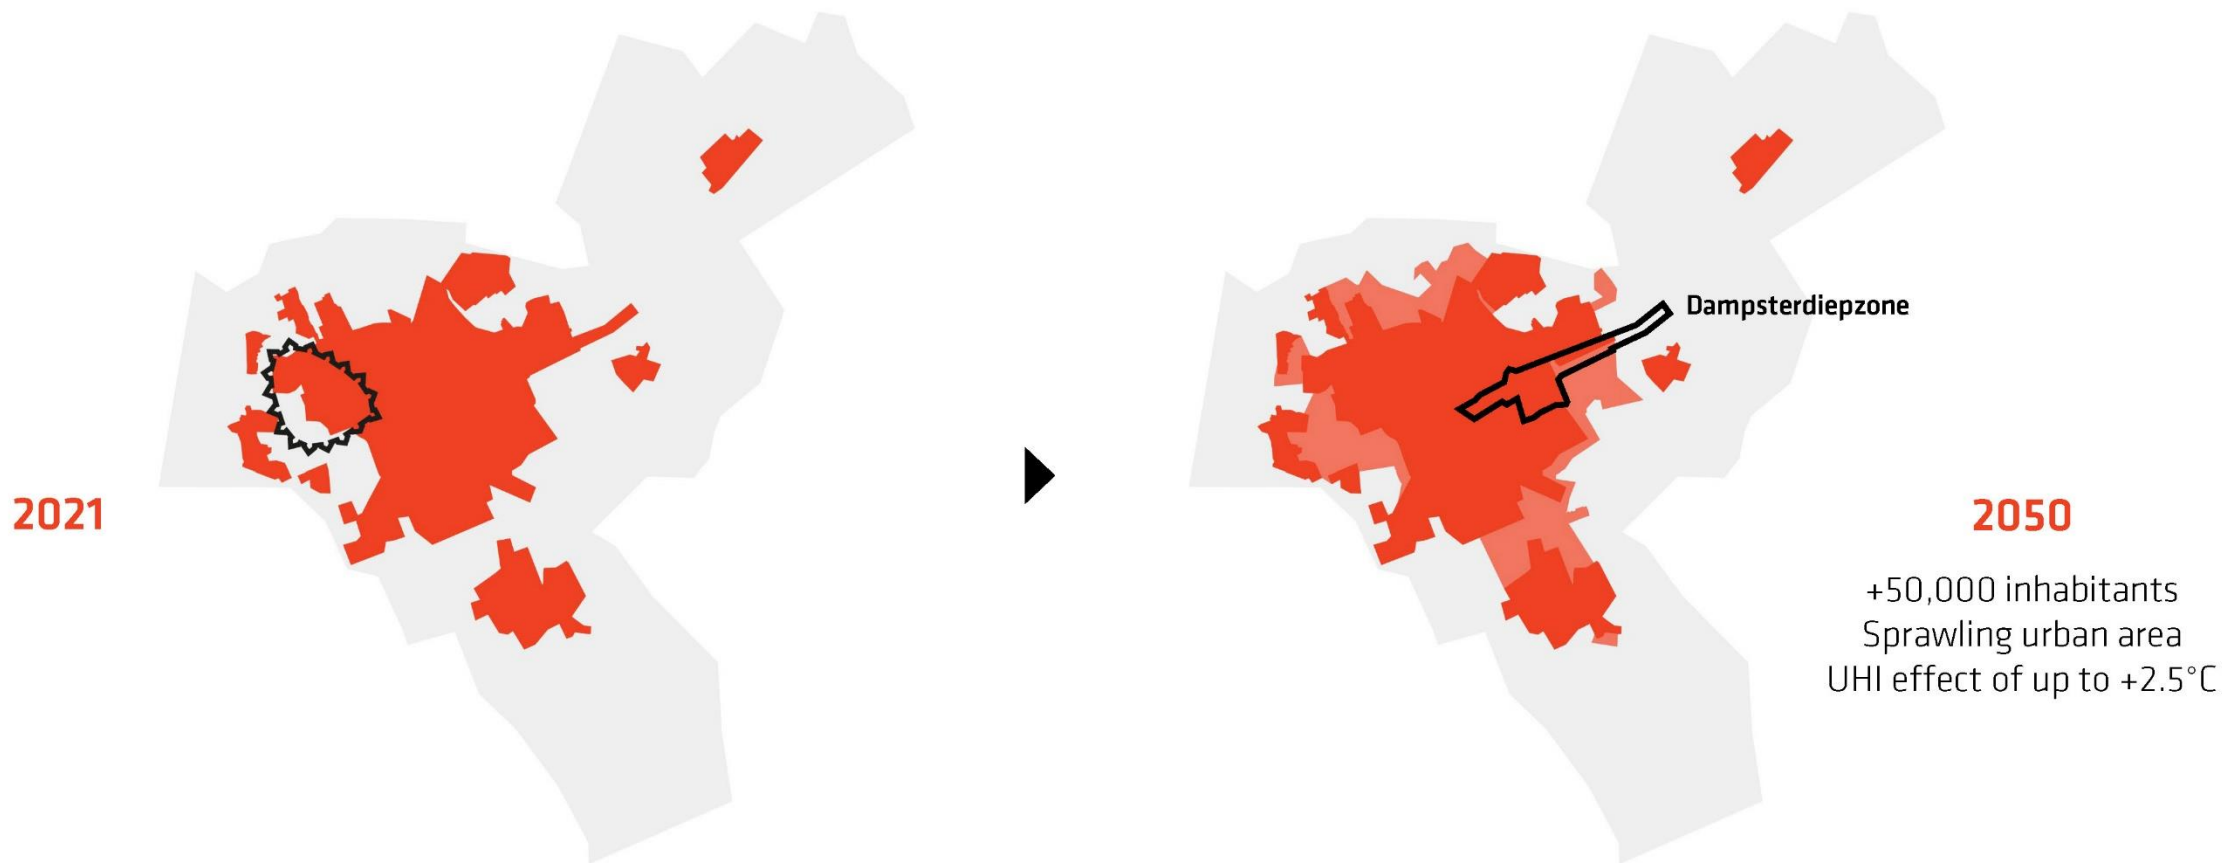 2021
Dampsterdiepzone
2050
+50,000 inhabitants
Sprawling urban area
UHI effect of up to +2.5°C